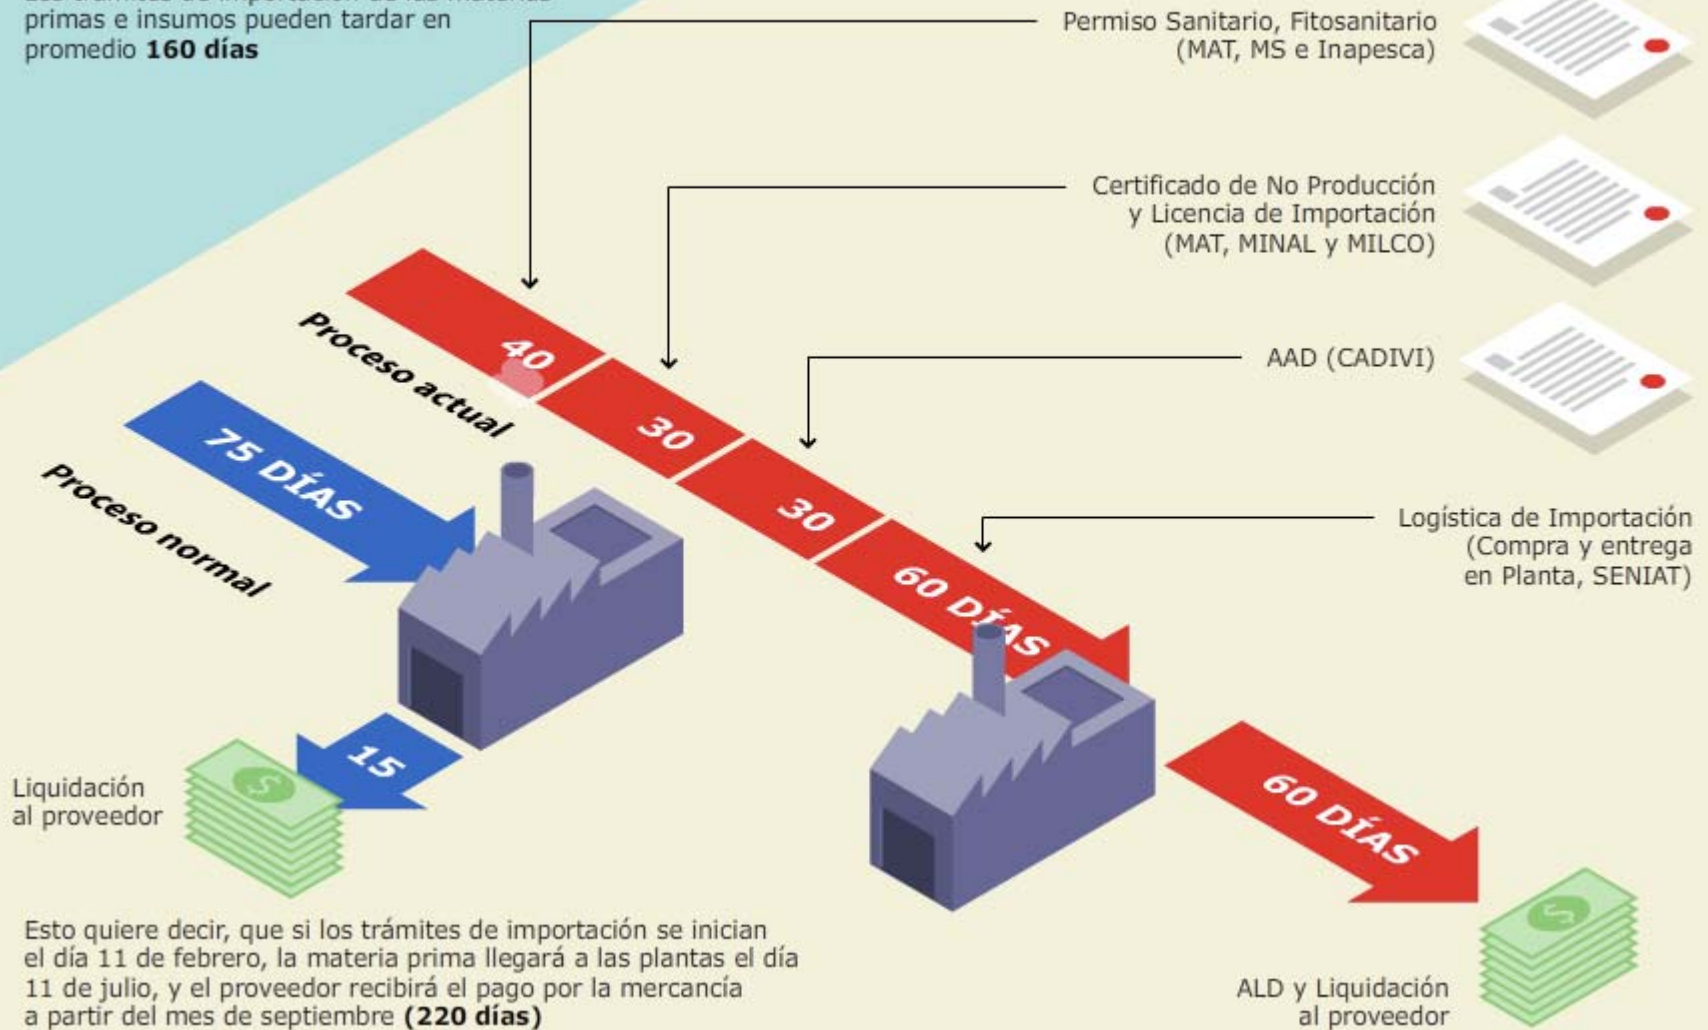 primas e insumos pueden tardar en
promedio 160 días
Permiso Sanitario, Fitosanitario
(MAT, MS e Inapesca)
Certificado de No Producción
y Licencia de Importación
(MAT, MINAL y MILCO)
AAD (CADIVI)
Logística de Importación
(Compra y entrega
en Planta, SENIAT)
40
30
30
60 DÍAS
Proceso actual
75 DÍAS
Proceso normal
15
Liquidación
al proveedor
$
60 DÍAS
$
ALD y Liquidación
al proveedor
Esto quiere decir, que si los trámites de importación se inician
el día 11 de febrero, la materia prima llegará a las plantas el día
11 de julio, y el proveedor recibirá el pago por la mercancía
a partir del mes de septiembre (220 días)